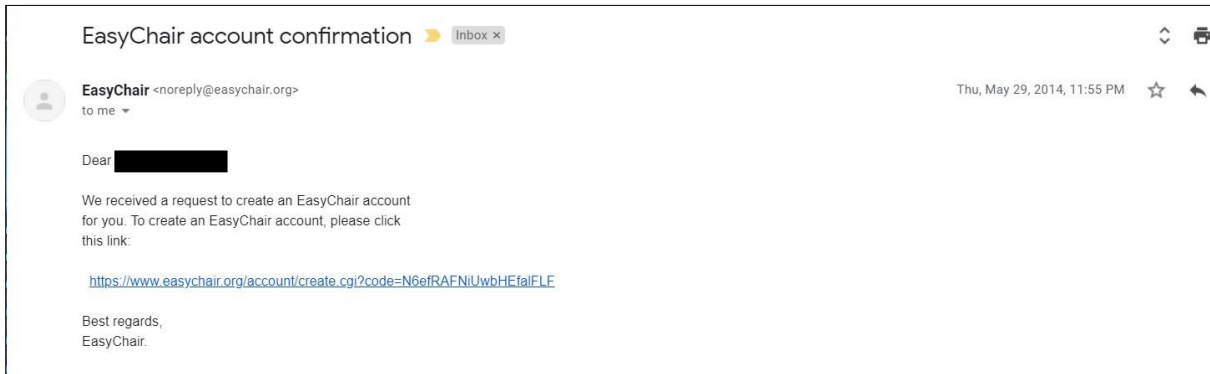 EasyChair account confirmation Inbox ×
EasyChair <noreply@easychair.org> Thu, May 29, 2014, 11:55 PM
to me
Dear
We received a request to create an EasyChair account
for you. To create an EasyChair account, please click
this link:
https://www.easychair.org/account/create.cgi?code=N6efRAFNiUwbHEfalFLF
Best regards,
EasyChair.